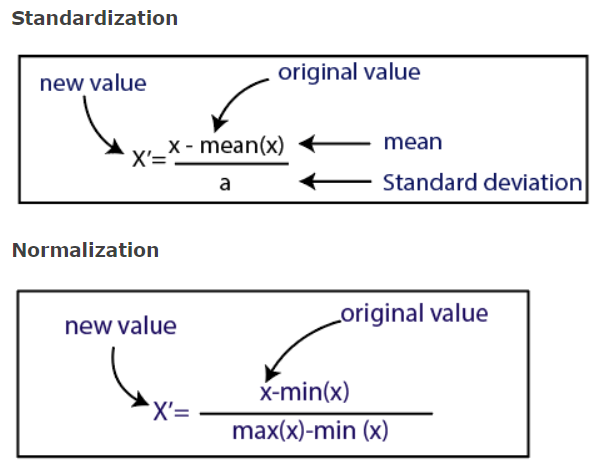 Standardization
new value
original value
X'= x - mean(x)
mean
a
Standard deviation
Normalization
new value
original value
x-min(x)
X'=
max(x)-min (x)